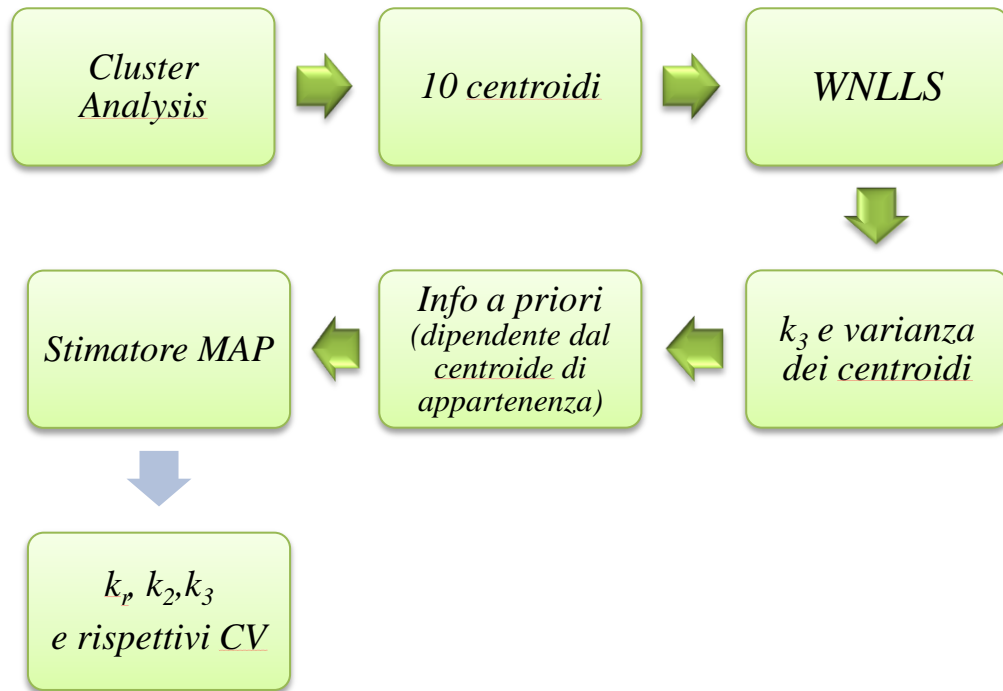 Cluster
Analysis
10 centroidi
WNLLS
k3 e varianza
dei centroidi
Info a priori
(dipendente dal
centroide di
appartenenza)
Stimatore MAP
kr, k2,k3
e rispettivi CV